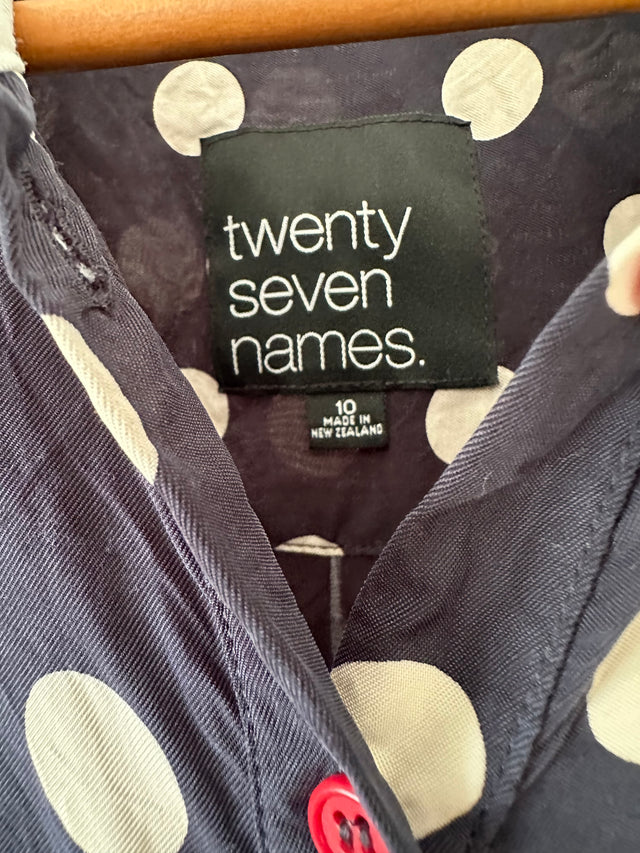 twenty
seven
names.
10
MADE IN
NEW ZEALAND